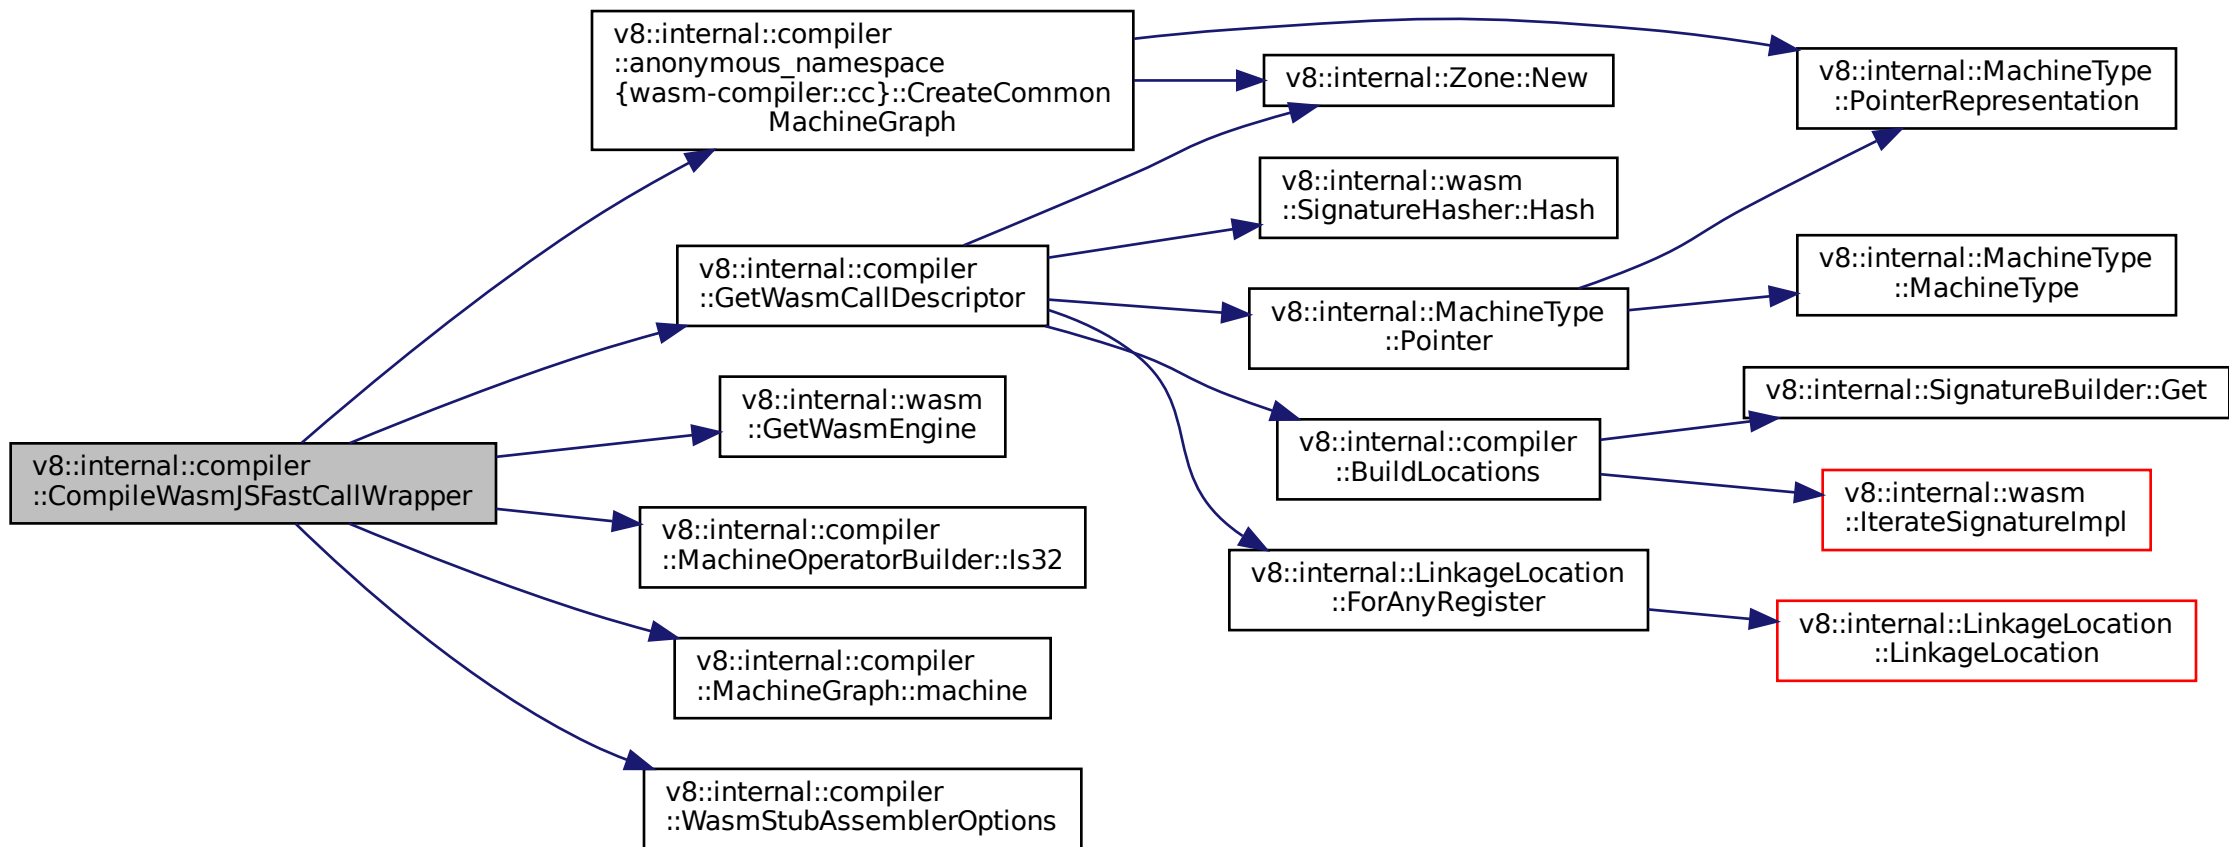 v8::internal::compiler
::CompileWasmJSFastCallWrapper
v8::internal::compiler
::anonymous_namespace
{wasm-compiler::cc}::CreateCommon
MachineGraph
v8::internal::compiler
::GetWasmCallDescriptor
v8::internal::wasm
::GetWasmEngine
v8::internal::compiler
::MachineOperatorBuilder::Is32
v8::internal::compiler
::MachineGraph::machine
v8::internal::compiler
::WasmStubAssemblerOptions
v8::internal::Zone::New
v8::internal::wasm
::SignatureHasher::Hash
v8::internal::MachineType
::Pointer
v8::internal::compiler
::BuildLocations
v8::internal::LinkageLocation
::ForAnyRegister
v8::internal::MachineType
::PointerRepresentation
v8::internal::MachineType
::MachineType
v8::internal::SignatureBuilder::Get
v8::internal::wasm
::IterateSignatureImpl
v8::internal::LinkageLocation
::LinkageLocation